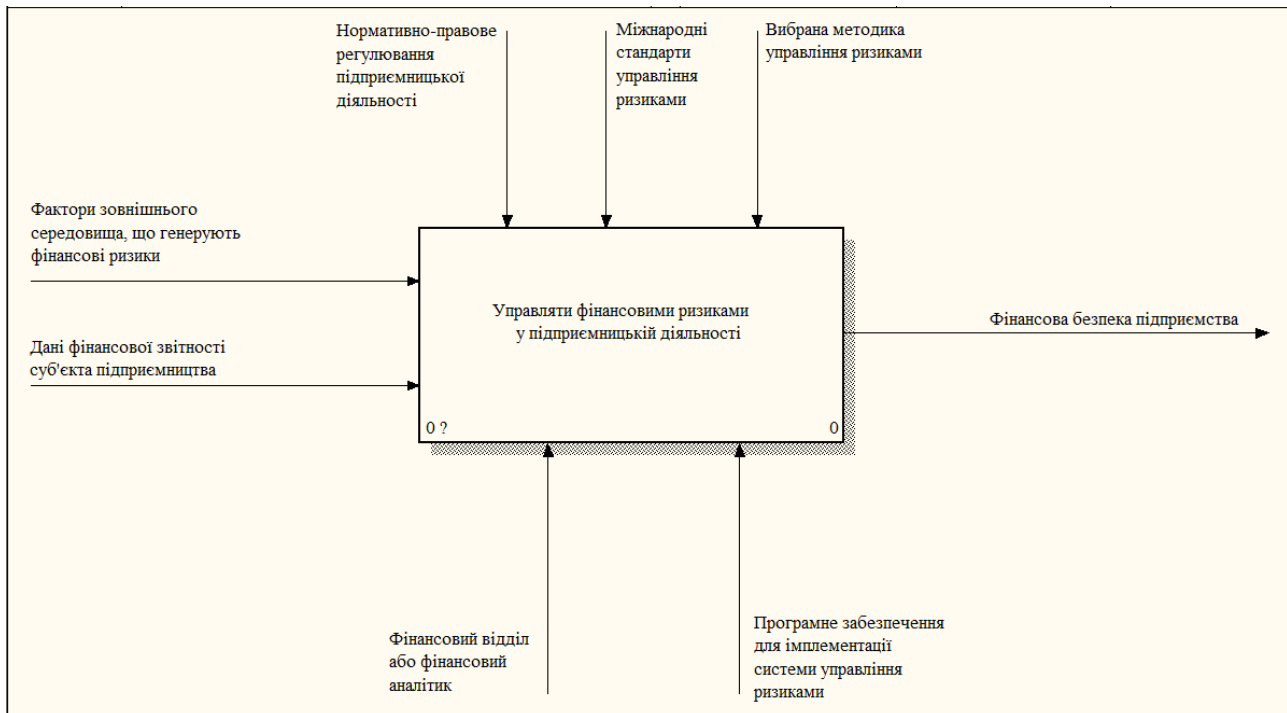 Нормативно-правове
регулювання
підприємницької
діяльності
Міжнародні
стандарти
управління
ризиками
Вибрана методика
управління ризиками
Фактори зовнішнього
середовища, що генерують
фінансові ризики
Дані фінансової звітності
суб'єкта підприємництва
Управляти фінансовими ризиками
у підприємницькій діяльності
0 ?
0
Фінансова безпека підприємства
Фінансовий відділ
або фінансовий
аналітик
Програмне забезпечення
для імплементації
системи управління
ризиками